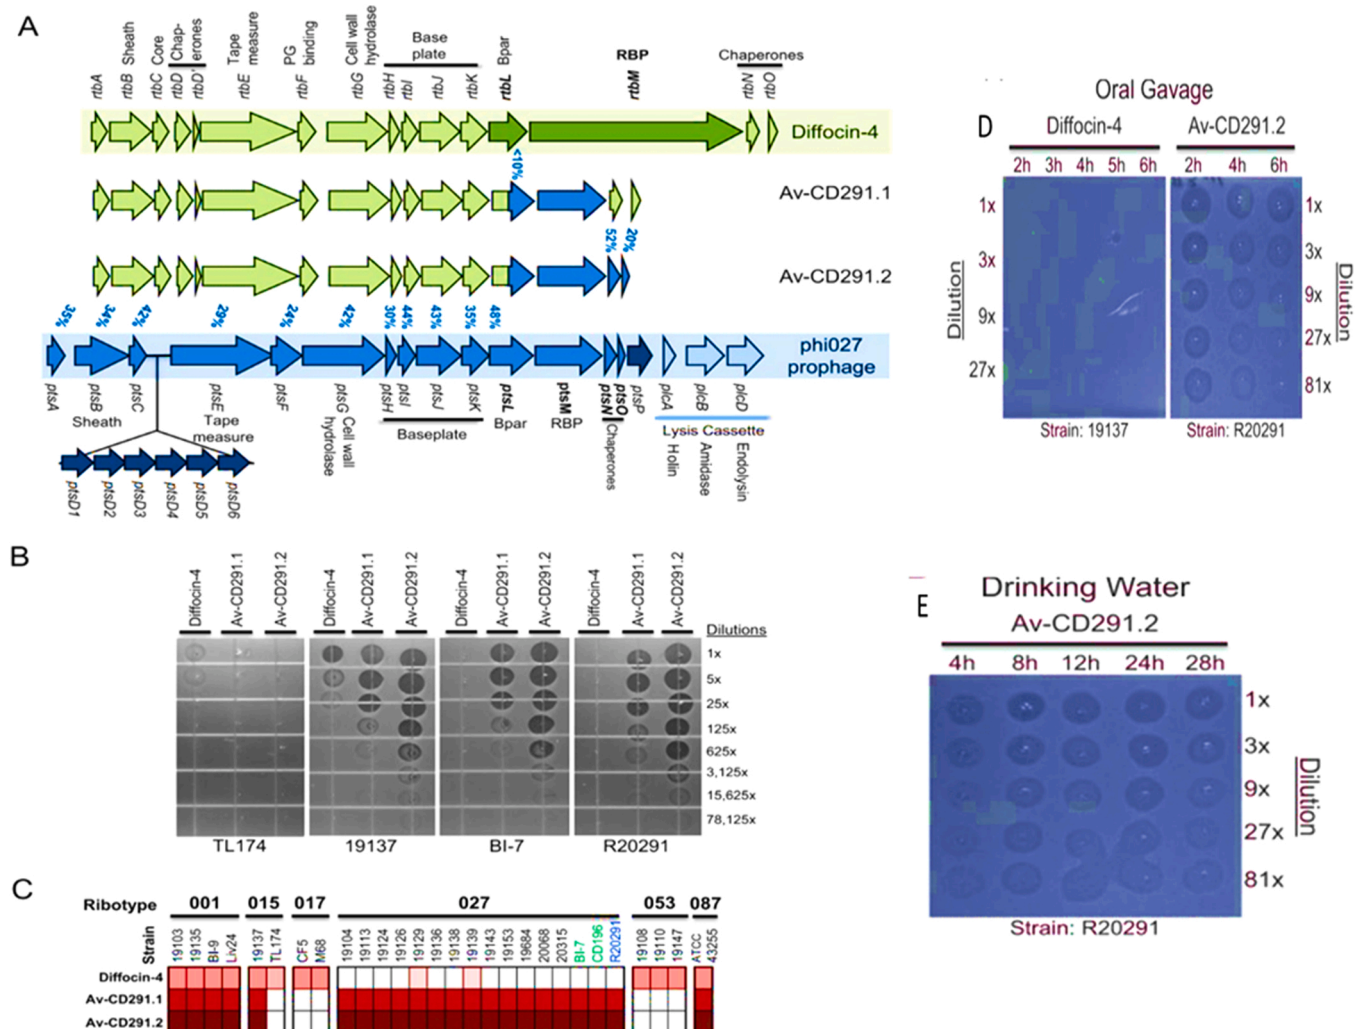 A
rtbA
rtbB Sheath
rtbC Core
rtbD Chap-
rtbD' erones
rtbE Tape measure
rtbF PG binding
rtbG Cell wall hydrolase
rtbH
rtbI
rtbJ
rtbK
Base plate
rtbL Bpar
RBP
rtbM
Chaperones
rtbN
rtbO
Diffocin-4
<10%
Av-CD291.1
52%
20%
Av-CD291.2
35%
34%
42%
29%
24%
42%
30%
44%
43%
35%
48%
phi027
prophage
ptsA
ptsB
Sheath
ptsC
ptsE
Tape
measure
ptsF
ptsG Cell wall hydrolase
ptsH
ptsI
ptsJ
ptsK
Baseplate
ptsL
Bpar
ptsM
RBP
ptsN
ptsO
Chaperones
ptsP
plcA
plcB
plcD
Lysis Cassette
Holin
Amidase
Endolysin
ptsD1
ptsD2
ptsD3
ptsD4
ptsD5
ptsD6
B
Diffocin-4
Av-CD291.1
Av-CD291.2
Diffocin-4
Av-CD291.1
Av-CD291.2
Diffocin-4
Av-CD291.1
Av-CD291.2
Diffocin-4
Av-CD291.1
Av-CD291.2
Dilutions
1x
5x
25x
125x
625x
3,125x
15,625x
78,125x
TL174 19137 BI-7 R20291
C
Ribotype 001 015 017 027 053 087
Strain
19103
19135
BI-9
Liv24
19137
TL174
CF5
M68
19104
19113
19124
19126
19129
19136
19138
19139
19143
19153
19684
20068
20315
BI-7
CD196
R20291
19108
19110
19147
ATCC
43255
Diffocin-4
Av-CD291.1
Av-CD291.2
Oral Gavage
D
Diffocin-4 Av-CD291.2
2h 3h 4h 5h 6h 2h 4h 6h
Dilution
1x
3x
9x
27x
1x
3x
9x
27x
81x
Dilution
Strain: 19137 Strain: R20291
Drinking Water
E
Av-CD291.2
4h 8h 12h 24h 28h
1x
3x
9x
27x
81x
Dilution
Strain: R20291